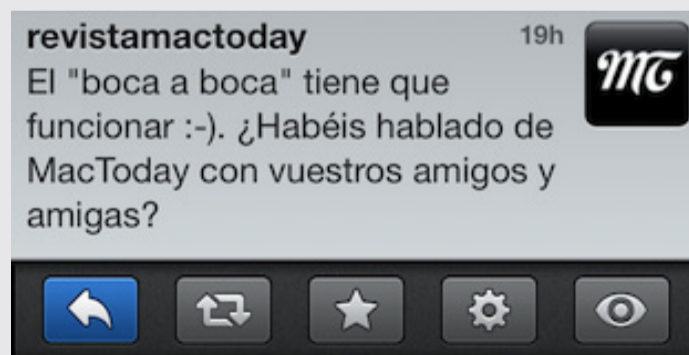 revistamactoday 19h
El "boca a boca" tiene que
funcionar :-). ¿Habéis hablado de
MacToday con vuestros amigos y
amigas?
MT